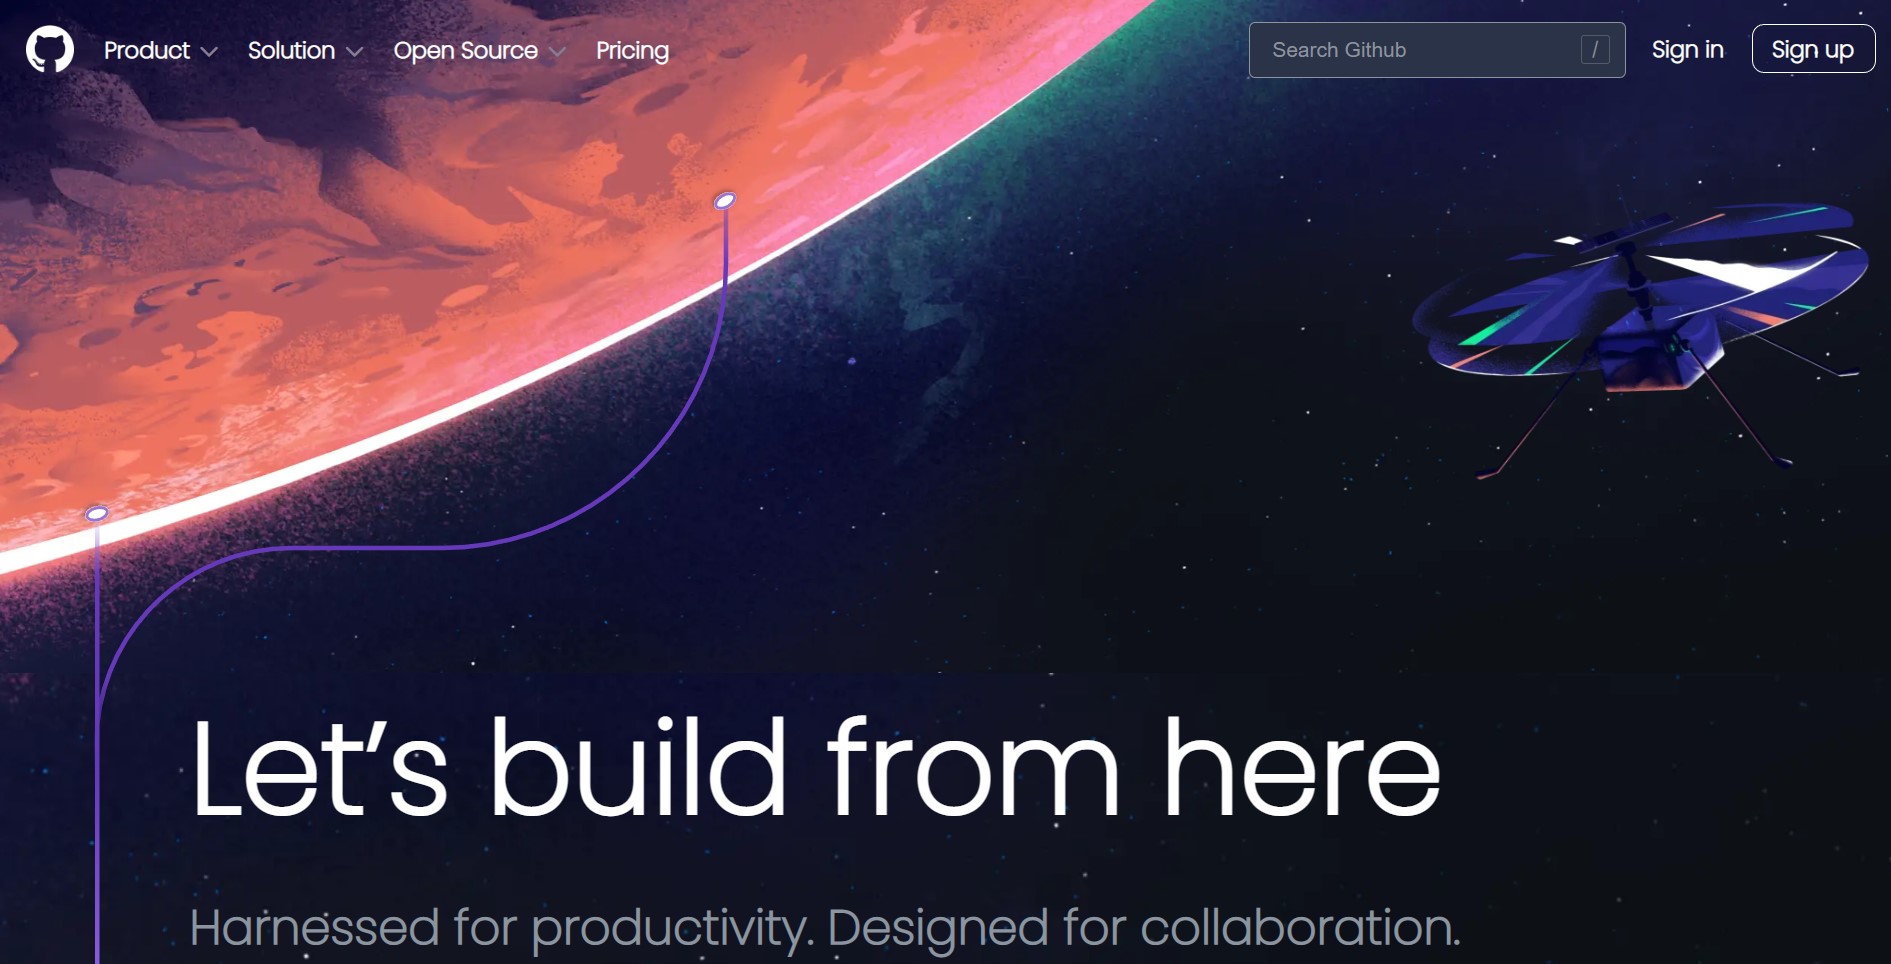 Product Solution Open Source Pricing Search Github / Sign in Sign up
Let’s build from here
Harnessed for productivity. Designed for collaboration.